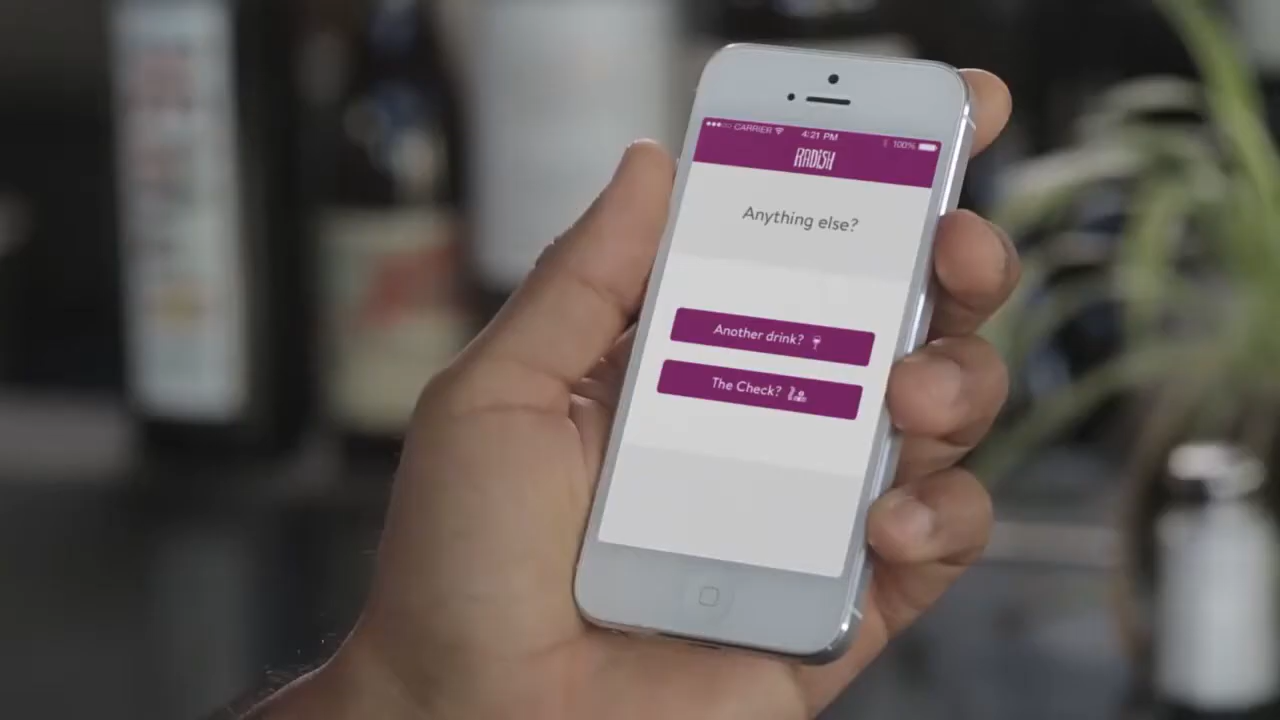 CARRIER 4:21 PM 100%
RADISH
Anything else?
Another drink?
The Check?